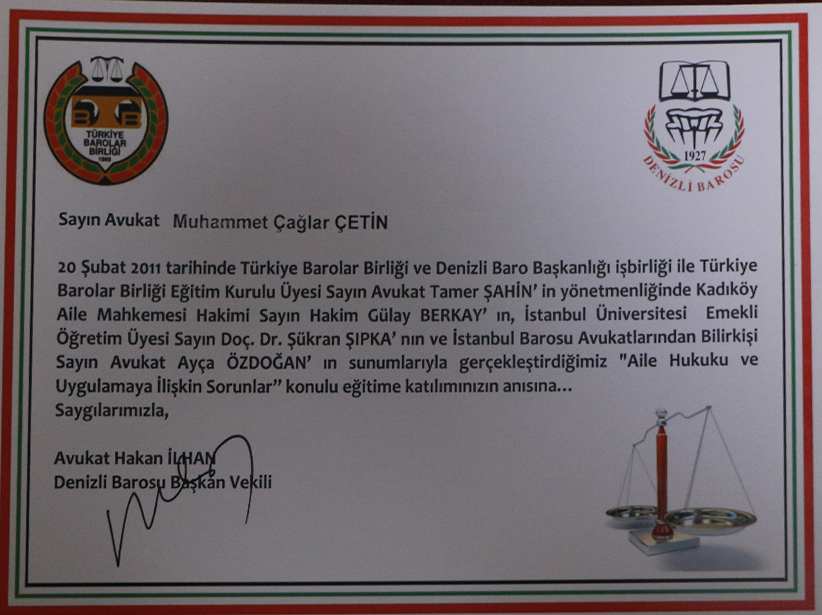 TÜRKİYE
BAROLAR
BİRLİĞİ
1969
1927
DENİZLİ BAROSU
Sayın Avukat Muhammet Çağlar ÇETİN
20 Şubat 2011 tarihinde Türkiye Barolar Birliği ve Denizli Baro Başkanlığı işbirliği ile Türkiye
Barolar Birliği Eğitim Kurulu Üyesi Sayın Avukat Tamer ŞAHİN' in yönetmenliğinde Kadıköy
Aile Mahkemesi Hakimi Sayın Hakim Gülay BERKAY' ın, İstanbul Üniversitesi Emekli
Öğretim Üyesi Sayın Doç. Dr. Şükran ŞIPKA' nın ve İstanbul Barosu Avukatlarından Bilirkişi
Sayın Avukat Ayça ÖZDOĞAN' ın sunumlarıyla gerçekleştirdiğimiz "Aile Hukuku ve
Uygulamaya İlişkin Sorunlar" konulu eğitime katılımınızın anısına...
Saygılarımızla,
Avukat Hakan İLHAN
Denizli Barosu Başkan Vekili